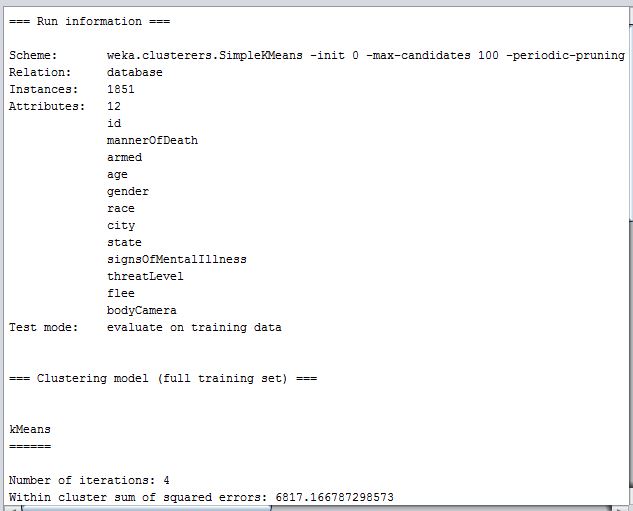 === Run information ===
Scheme: weka.clusterers.SimpleKMeans -init 0 -max-candidates 100 -periodic-pruning
Relation: database
Instances: 1851
Attributes: 12
id
mannerOfDeath
armed
age
gender
race
city
state
signsOfMentalIllness
threatLevel
flee
bodyCamera
Test mode: evaluate on training data
=== Clustering model (full training set) ===
kMeans
======
Number of iterations: 4
Within cluster sum of squared errors: 6817.166787298573